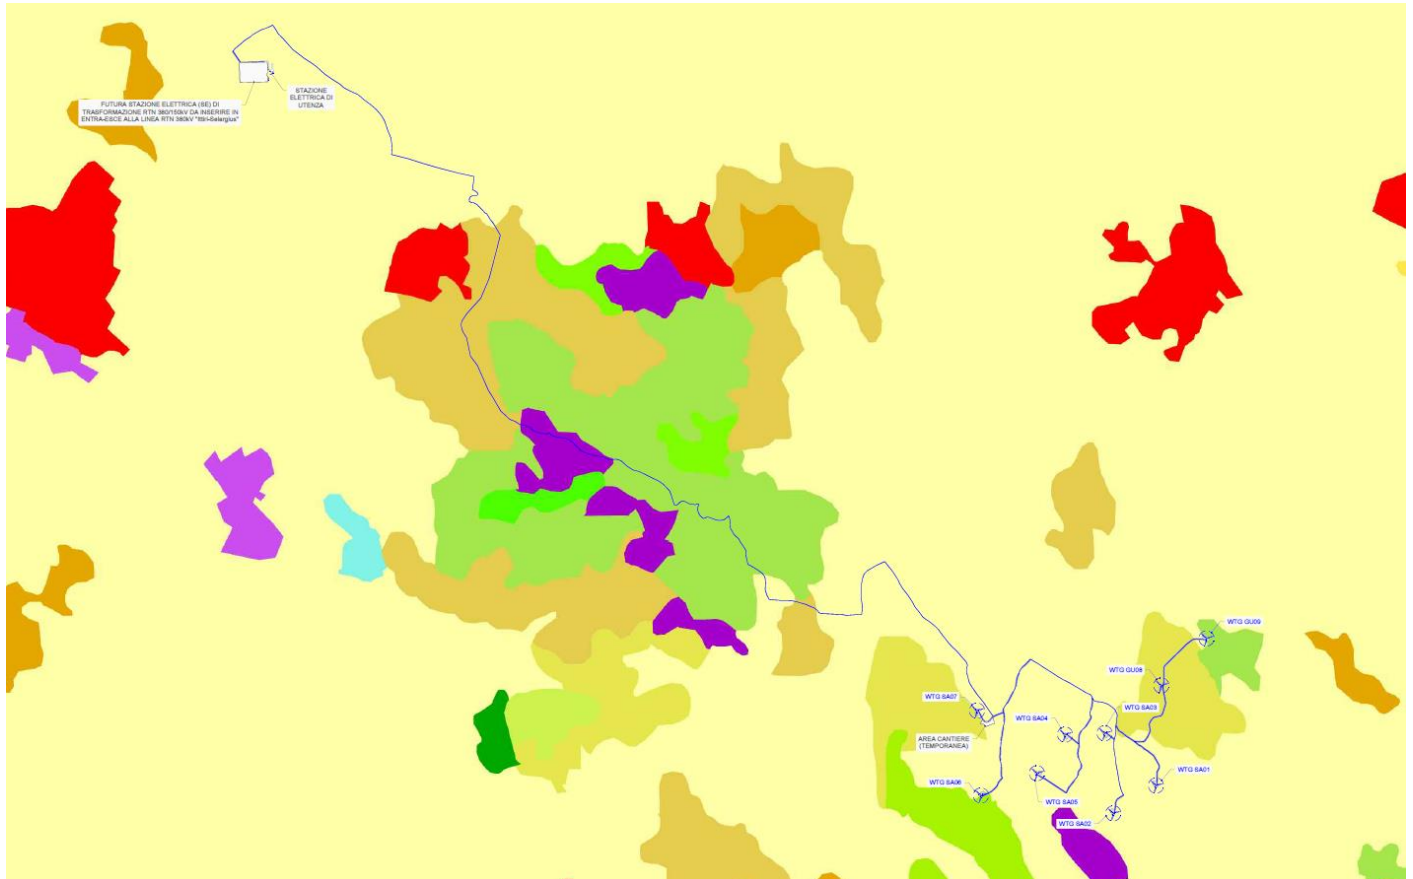 STAZIONE
ELETTRICA DI
UTENZA
FUTURA STAZIONE ELETTRICA (SE) DI
TRASFORMAZIONE RTN 380/150kV DA INSERIRE IN
ENTRA-ESCE ALLA LINEA RTN 380kV "Ittiri-Selargius"
WTG GU09
WTG GU08
WTG SA07
WTG SA03
WTG SA04
AREA CANTIERE
(TEMPORANEA)
WTG SA01
WTG SA06
WTG SA05
WTG SA02